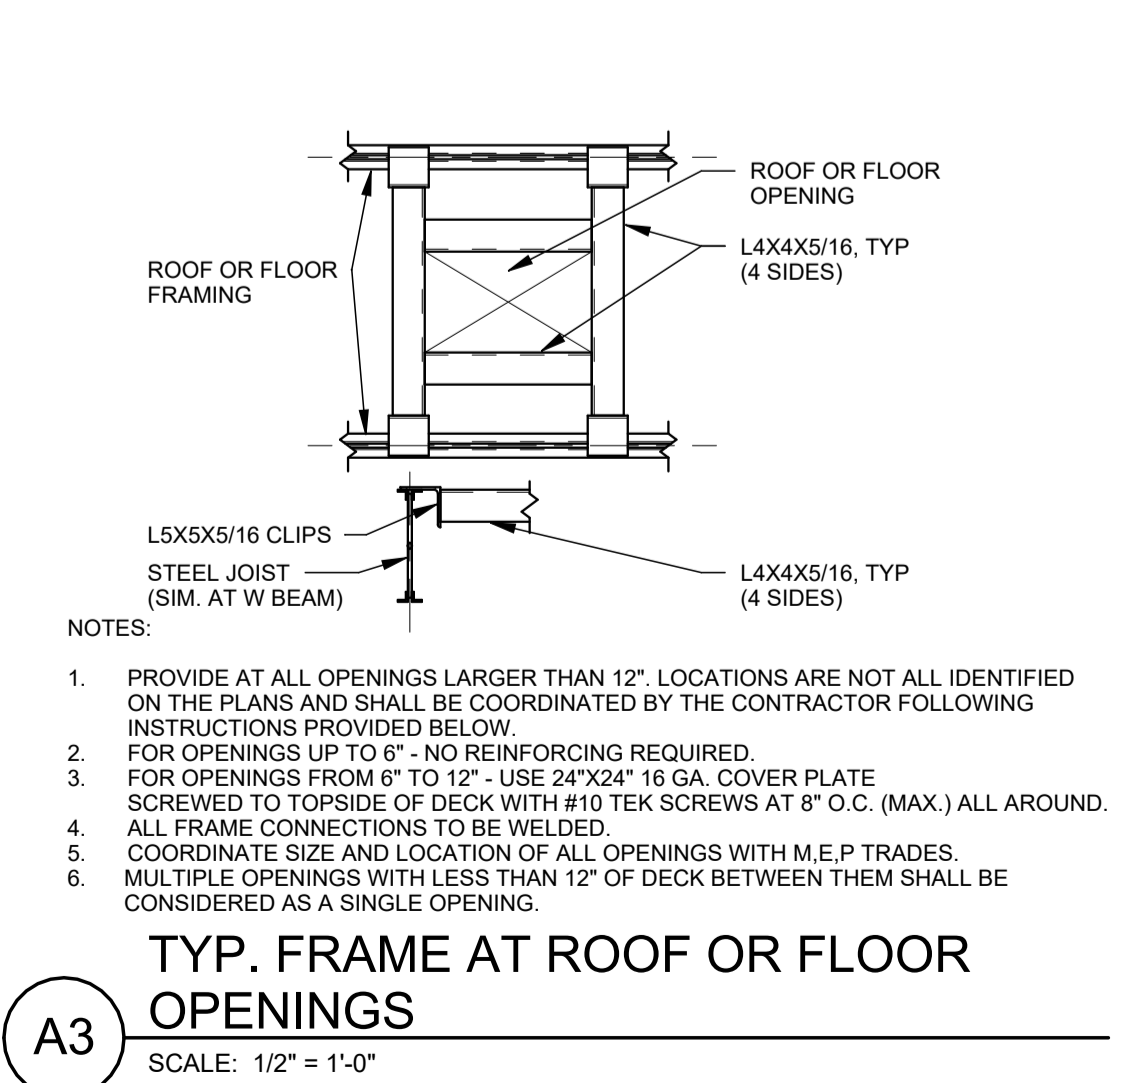 ROOF OR FLOOR
OPENING
L4X4X5/16, TYP
(4 SIDES)
ROOF OR FLOOR
FRAMING
L5X5X5/16 CLIPS
STEEL JOIST
(SIM. AT W BEAM)
L4X4X5/16, TYP
(4 SIDES)
NOTES:
1. PROVIDE AT ALL OPENINGS LARGER THAN 12". LOCATIONS ARE NOT ALL IDENTIFIED
ON THE PLANS AND SHALL BE COORDINATED BY THE CONTRACTOR FOLLOWING
INSTRUCTIONS PROVIDED BELOW.
2. FOR OPENINGS UP TO 6" - NO REINFORCING REQUIRED.
3. FOR OPENINGS FROM 6" TO 12" - USE 24"X24" 16 GA. COVER PLATE
SCREWED TO TOPSIDE OF DECK WITH #10 TEK SCREWS AT 8" O.C. (MAX.) ALL AROUND.
4. ALL FRAME CONNECTIONS TO BE WELDED.
5. COORDINATE SIZE AND LOCATION OF ALL OPENINGS WITH M,E,P TRADES.
6. MULTIPLE OPENINGS WITH LESS THAN 12" OF DECK BETWEEN THEM SHALL BE
CONSIDERED AS A SINGLE OPENING.
TYP. FRAME AT ROOF OR FLOOR
OPENINGS
A3
SCALE: 1/2" = 1'-0"